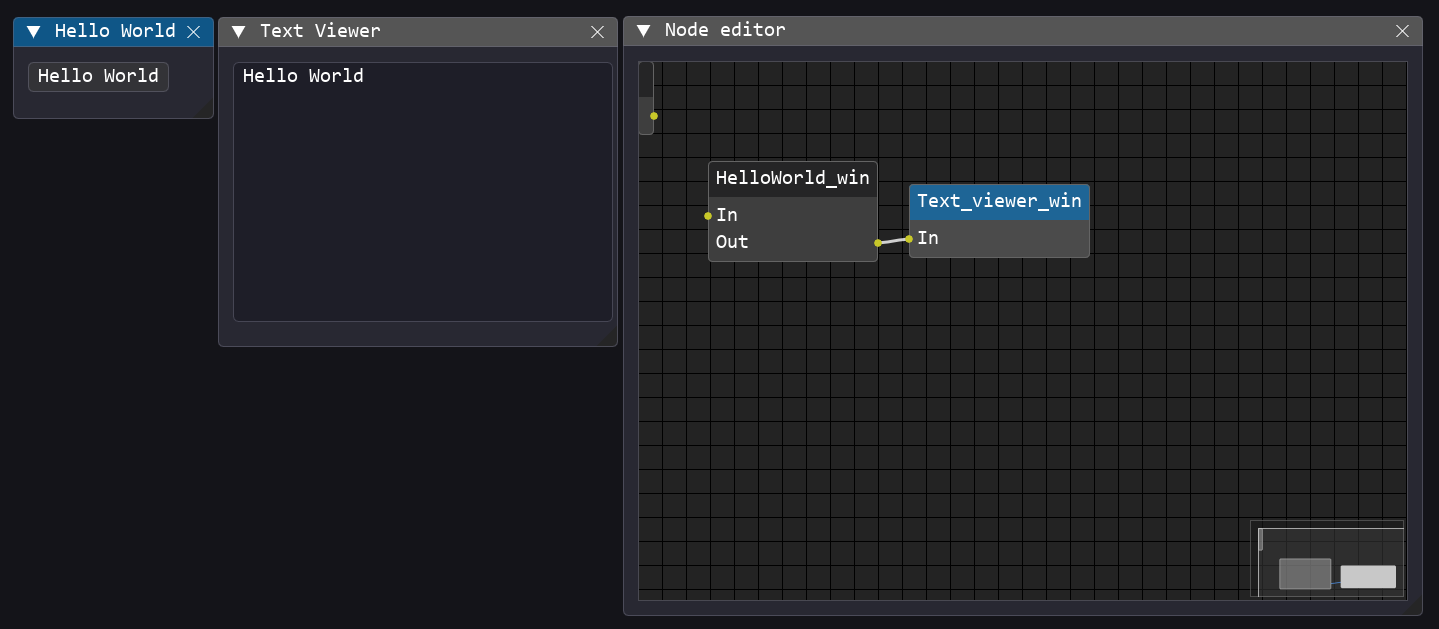 Hello World
Hello World
Text Viewer
Hello World
Node editor
HelloWorld_win
In
Out
Text_viewer_win
In